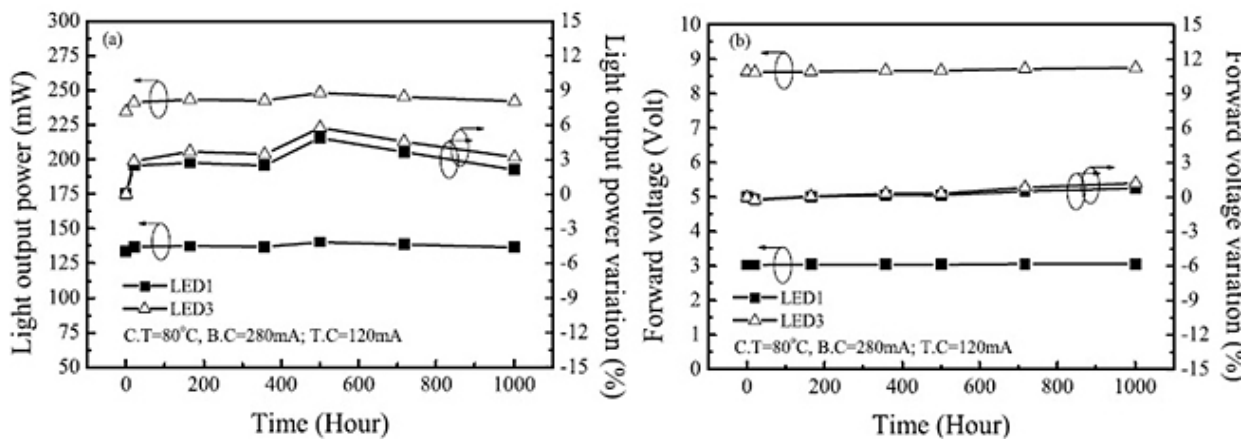 (a)
Light output power (mW)
300
275
250
225
200
175
150
125
100
75
50
15
12
9
6
3
0
-3
-6
-9
-12
-15
Light output power variation (%)
LED1
LED3
C.T=80°C, B.C=280mA; T.C=120mA
0 200 400 600 800 1000
Time (Hour)
(b)
Forward voltage (Volt)
10
9
8
7
6
5
4
3
2
1
0
15
12
9
6
3
0
-3
-6
-9
-12
-15
Forward voltage variation (%)
LED1
LED3
C.T=80°C, B.C=280mA; T.C=120mA
0 200 400 600 800 1000
Time (Hour)